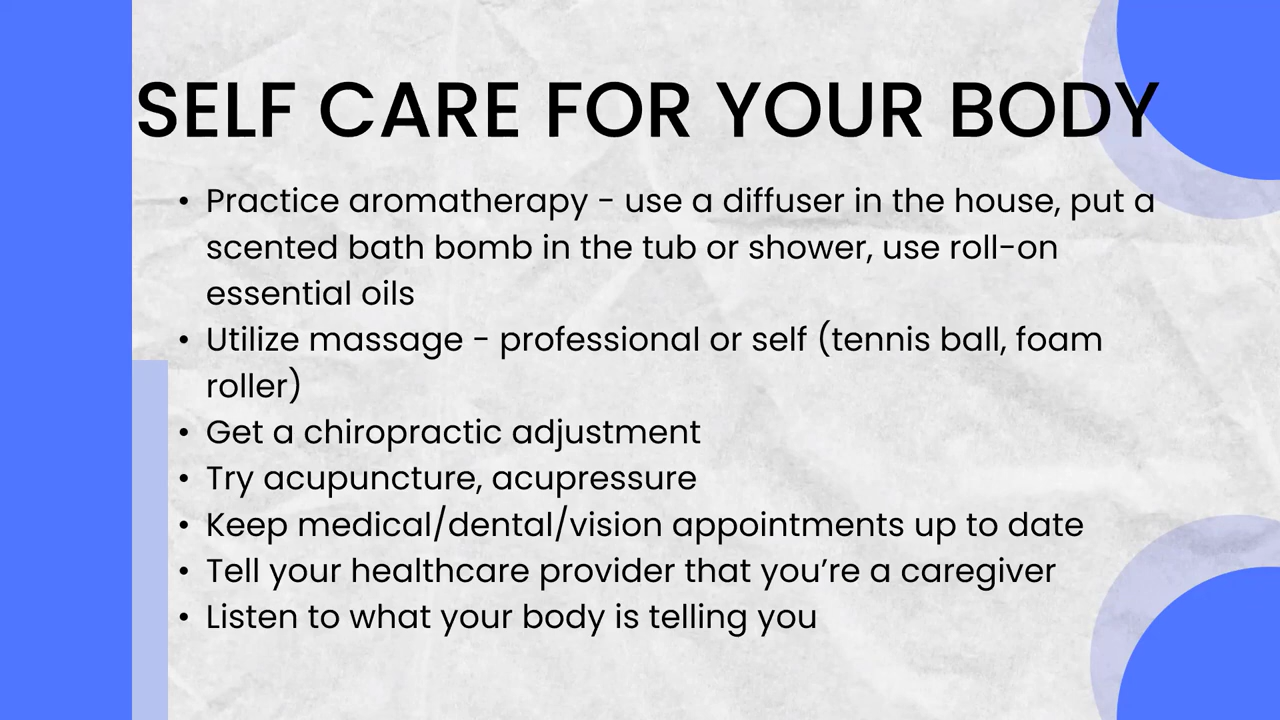 SELF CARE FOR YOUR BODY
• Practice aromatherapy - use a diffuser in the house, put a
scented bath bomb in the tub or shower, use roll-on
essential oils
• Utilize massage - professional or self (tennis ball, foam
roller)
• Get a chiropractic adjustment
• Try acupuncture, acupressure
• Keep medical/dental/vision appointments up to date
• Tell your healthcare provider that you’re a caregiver
• Listen to what your body is telling you